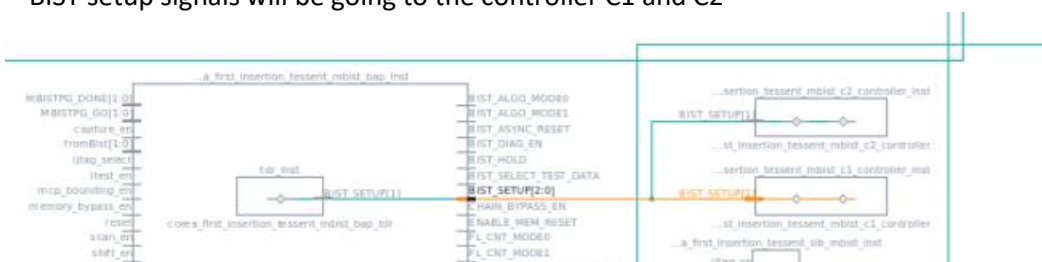 BIST setup signals will be going to the controller C1 and C2
...a_first_insertion_tessent_mbist_bap_inst
MBISTPG_DONE[1:0]
MBISTPG_GO[1:0]
capture_en
fromBist[1:0]
ijtag_select
ltest_en
mcp_bounding_en
memory_bypass_en
reset
scan_en
shift_en
tdr_inst
BIST_SETUP[1]
corea_first_insertion_tessent_mbist_bap_tdr
BIST_ALGO_MODE0
BIST_ALGO_MODE1
BIST_ASYNC_RESET
BIST_DIAG_EN
BIST_HOLD
BIST_SELECT_TEST_DATA
BIST_SETUP[2:0]
CHAIN_BYPASS_EN
ENABLE_MEM_RESET
FL_CNT_MODE0
FL_CNT_MODE1
...sertion_tessent_mbist_c2_controller_inst
BIST_SETUP[1]
...st_insertion_tessent_mbist_c2_controller
...sertion_tessent_mbist_c1_controller_inst
BIST_SETUP[1]
...st_insertion_tessent_mbist_c1_controller
...a_first_insertion_tessent_sib_mbist_inst